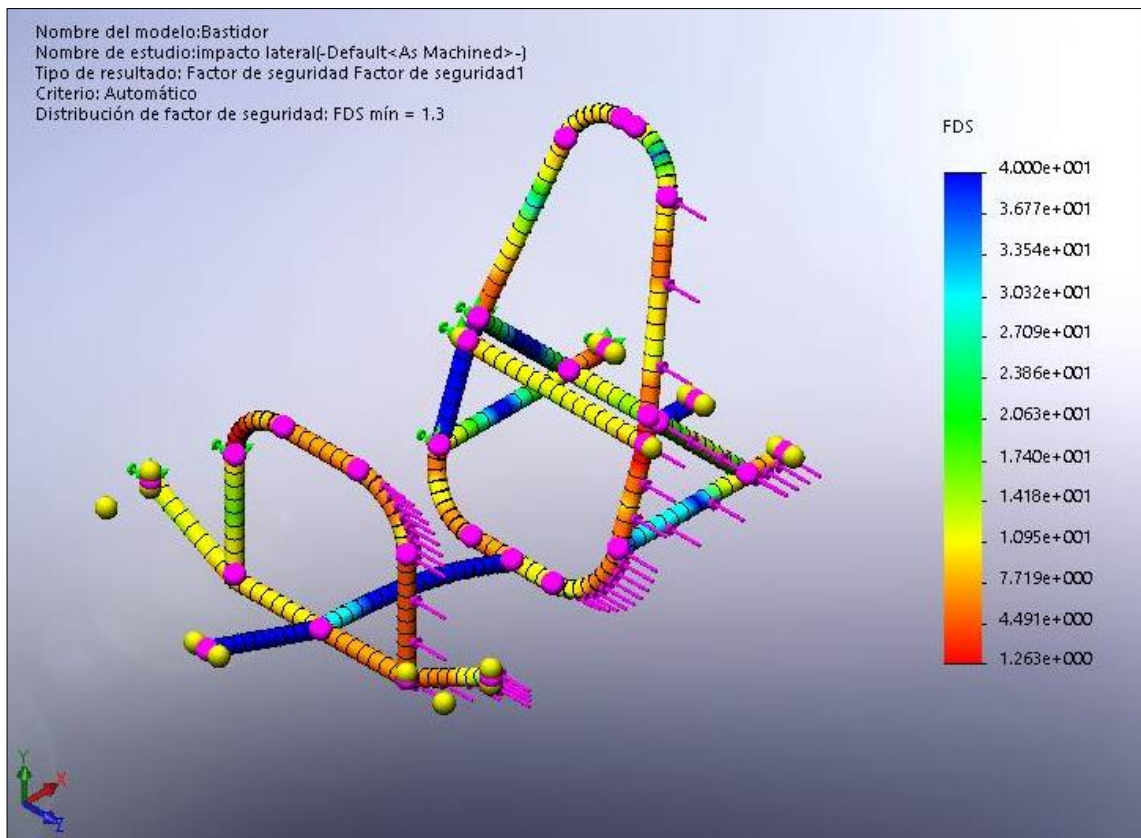 Nombre del modelo:Bastidor
Nombre de estudio:impacto lateral(-Default<As Machined>-)
Tipo de resultado: Factor de seguridad Factor de seguridad1
Criterio: Automático
Distribución de factor de seguridad: FDS mín = 1.3
FDS
4.000e+001
3.677e+001
3.354e+001
3.032e+001
2.709e+001
2.386e+001
2.063e+001
1.740e+001
1.418e+001
1.095e+001
7.719e+000
4.491e+000
1.263e+000
Y
X
Z